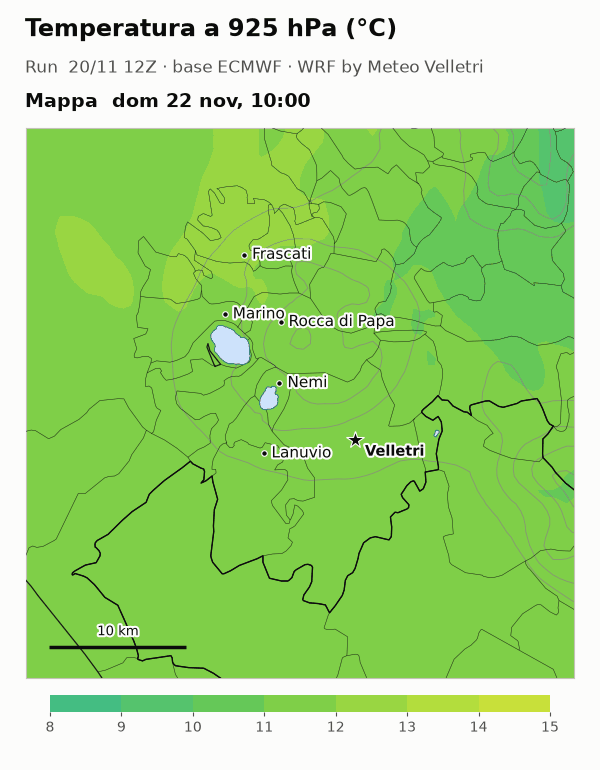 Temperatura a 925 hPa (°C)
Run  20/11 12Z · base ECMWF · WRF by Meteo Velletri
Mappa  dom 22 nov, 10:00
Frascati
Marino
Rocca di Papa
Nemi
Velletri
Lanuvio
10 km
8 9 10 11 12 13 14 15